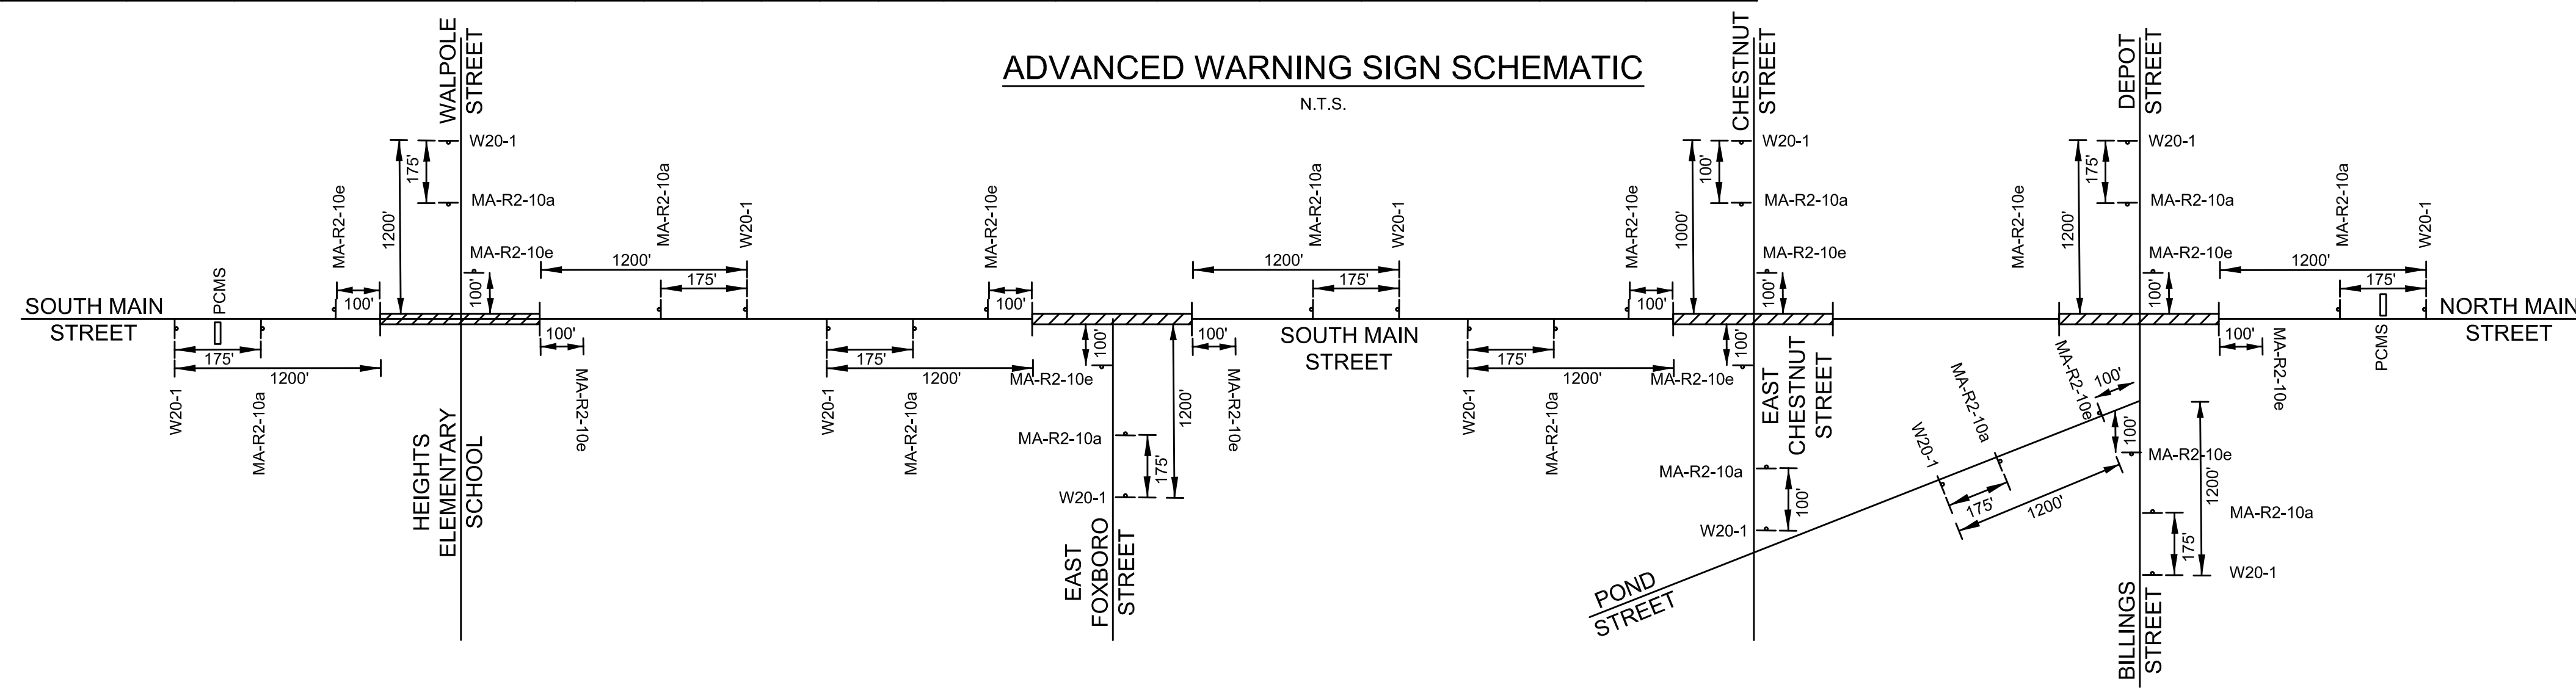 ADVANCED WARNING SIGN SCHEMATIC
N.T.S.
WALPOLE
STREET
W20-1
175'
MA-R2-10a
1200'
MA-R2-10e
100'
MA-R2-10e
100'
SOUTH MAIN
STREET
PCMS
175'
1200'
W20-1
MA-R2-10a
HEIGHTS
ELEMENTARY
SCHOOL
100'
MA-R2-10e
1200'
175'
MA-R2-10a
W20-1
W20-1
175'
1200'
MA-R2-10a
MA-R2-10e
100'
100'
MA-R2-10e
1200'
MA-R2-10a
175'
W20-1
EAST
FOXBORO
STREET
100'
MA-R2-10e
1200'
175'
MA-R2-10a
W20-1
SOUTH MAIN
STREET
W20-1
175'
1200'
MA-R2-10a
MA-R2-10e
100'
CHESTNUT
STREET
W20-1
100'
MA-R2-10a
1000'
MA-R2-10e
100'
100'
MA-R2-10e
EAST
CHESTNUT
STREET
MA-R2-10a
100'
W20-1
POND
STREET
W20-1
MA-R2-10a
175'
1200'
MA-R2-10e
100'
MA-R2-10e
DEPOT
STREET
W20-1
175'
MA-R2-10a
1200'
MA-R2-10e
100'
1200'
175'
MA-R2-10a
W20-1
PCMS
100'
MA-R2-10e
NORTH MAIN
STREET
100'
MA-R2-10e
1200'
MA-R2-10a
175'
W20-1
BILLINGS
STREET